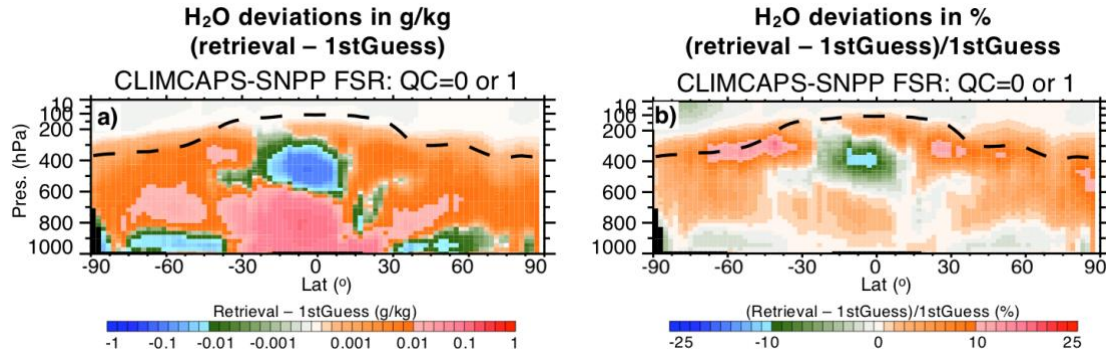 H₂O deviations in g/kg
(retrieval – 1stGuess)
CLIMCAPS-SNPP FSR: QC=0 or 1
a)
Pres. (hPa)
10
100
200
400
600
800
1000
-90 -60 -30 0 30 60 90
Lat (º)
Retrieval – 1stGuess (g/kg)
-1 -0.1 -0.01 -0.001 0.001 0.01 0.1 1
H₂O deviations in %
(retrieval – 1stGuess)/1stGuess
CLIMCAPS-SNPP FSR: QC=0 or 1
b)
10
100
200
400
600
800
1000
-90 -60 -30 0 30 60 90
Lat (º)
(Retrieval – 1stGuess)/1stGuess (%)
-25 -10 0 10 25